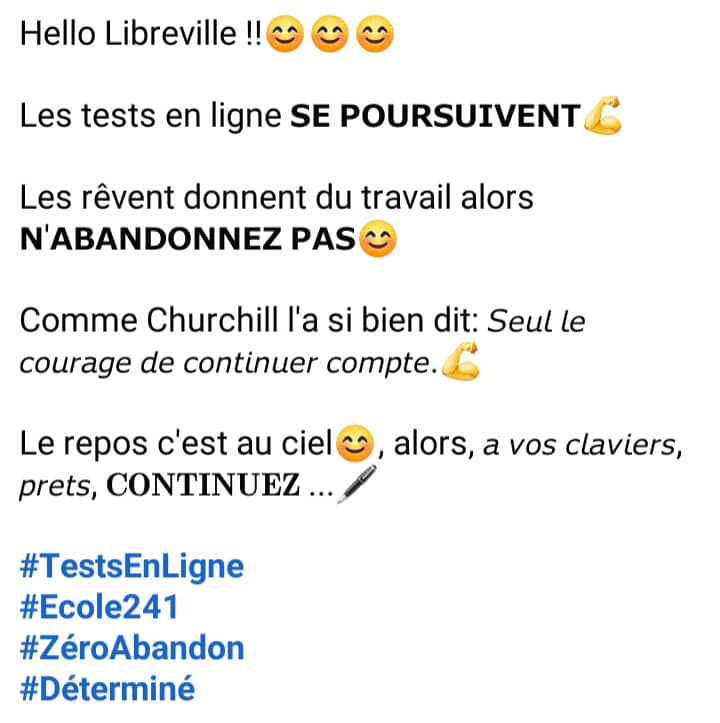 Hello Libreville !!😊😊😊
Les tests en ligne SE POURSUIVENT💪
Les rêvent donnent du travail alors
N'ABANDONNEZ PAS😊
Comme Churchill l'a si bien dit: Seul le
courage de continuer compte.💪
Le repos c'est au ciel😊, alors, a vos claviers,
prets, CONTINUEZ ...🖊️
#TestsEnLigne
#Ecole241
#ZéroAbandon
#Déterminé